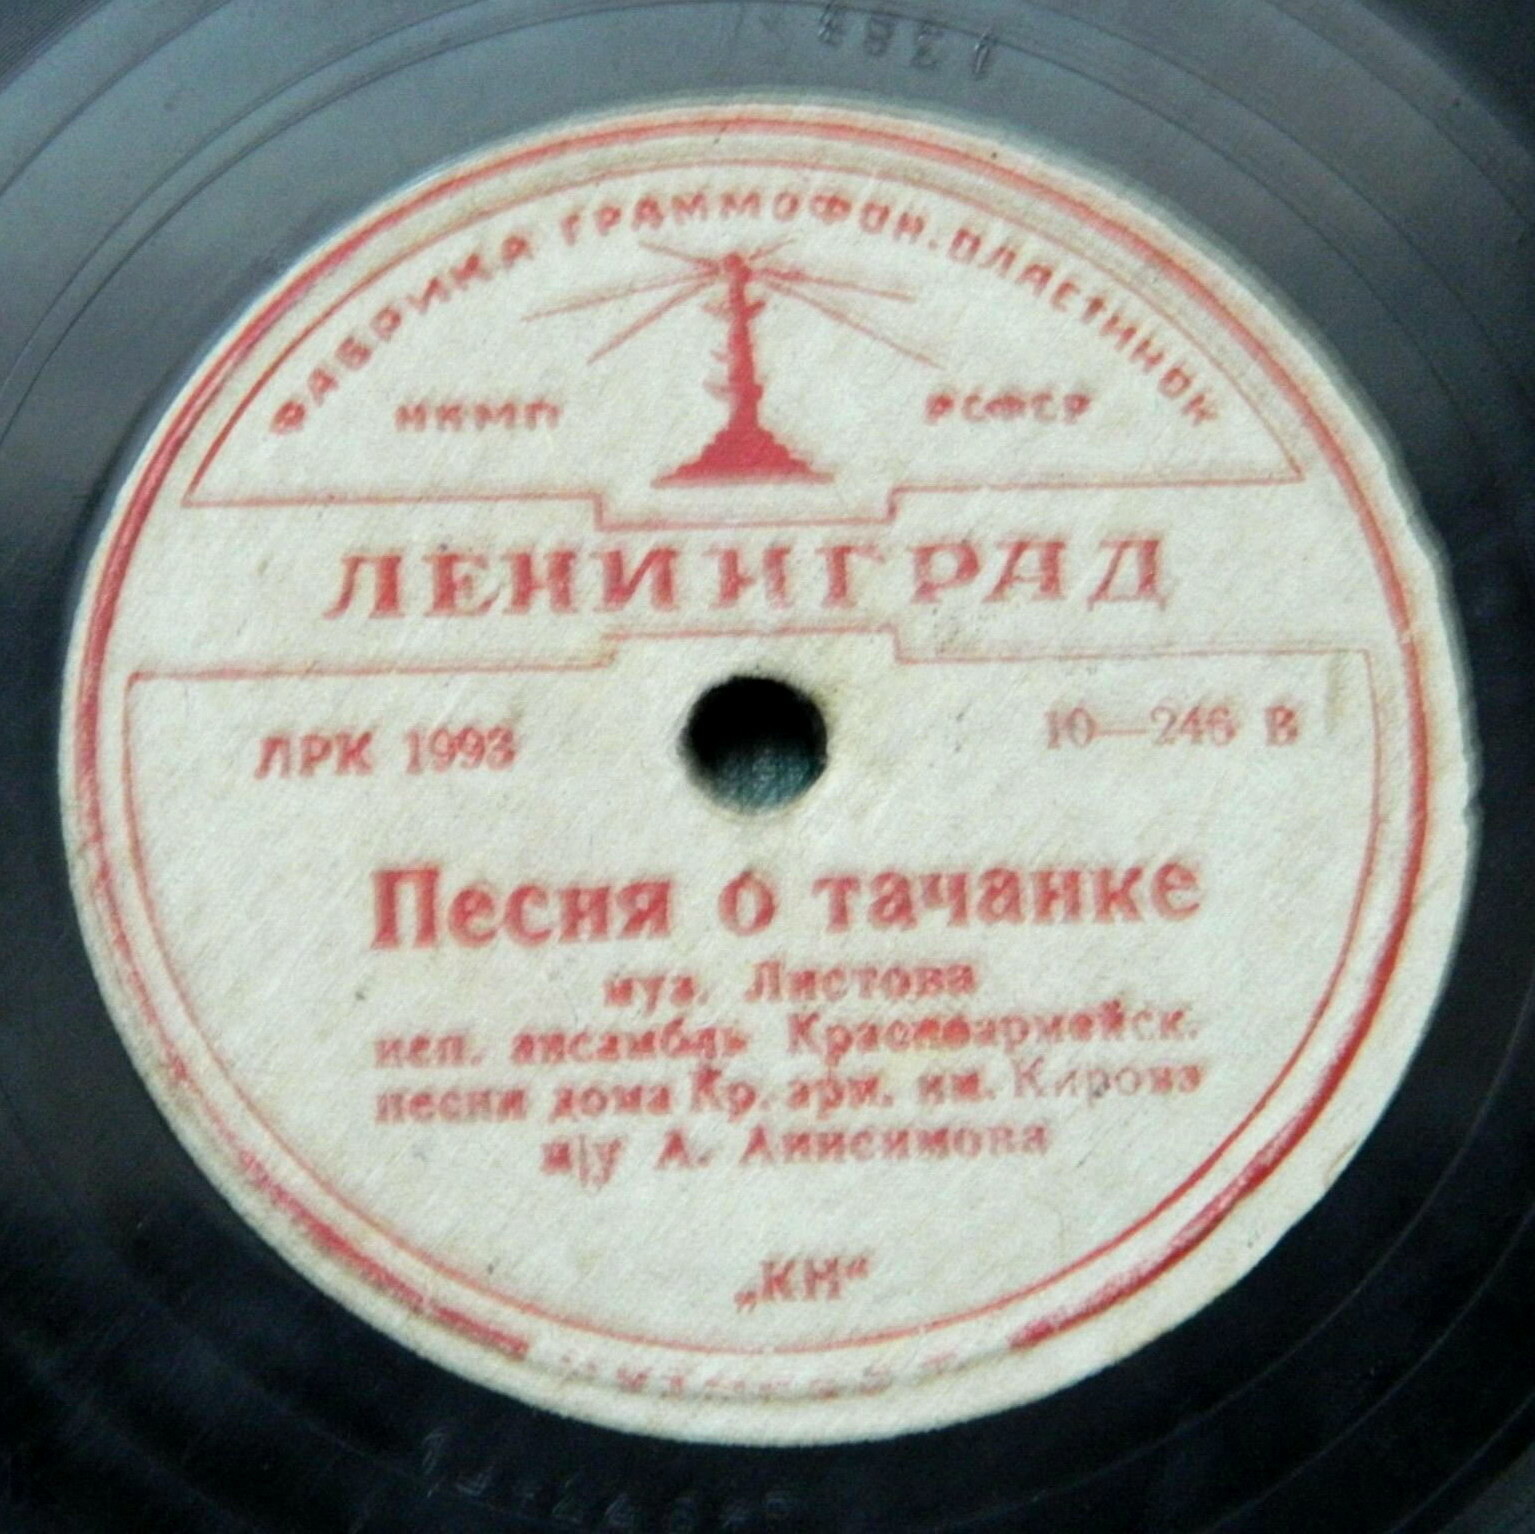 ФАБРИКА ГРАММОФОН.ПЛАСТИНОК
НКМП РСФСР
ЛЕНИНГРАД
ЛРК 1993 10—246 В
Песня о тачанке
муз. Листова
исп. ансамбль Красноармейск.
песни дома Кр. арм. им. Кирова
п/у А. Анисимова
„КН“